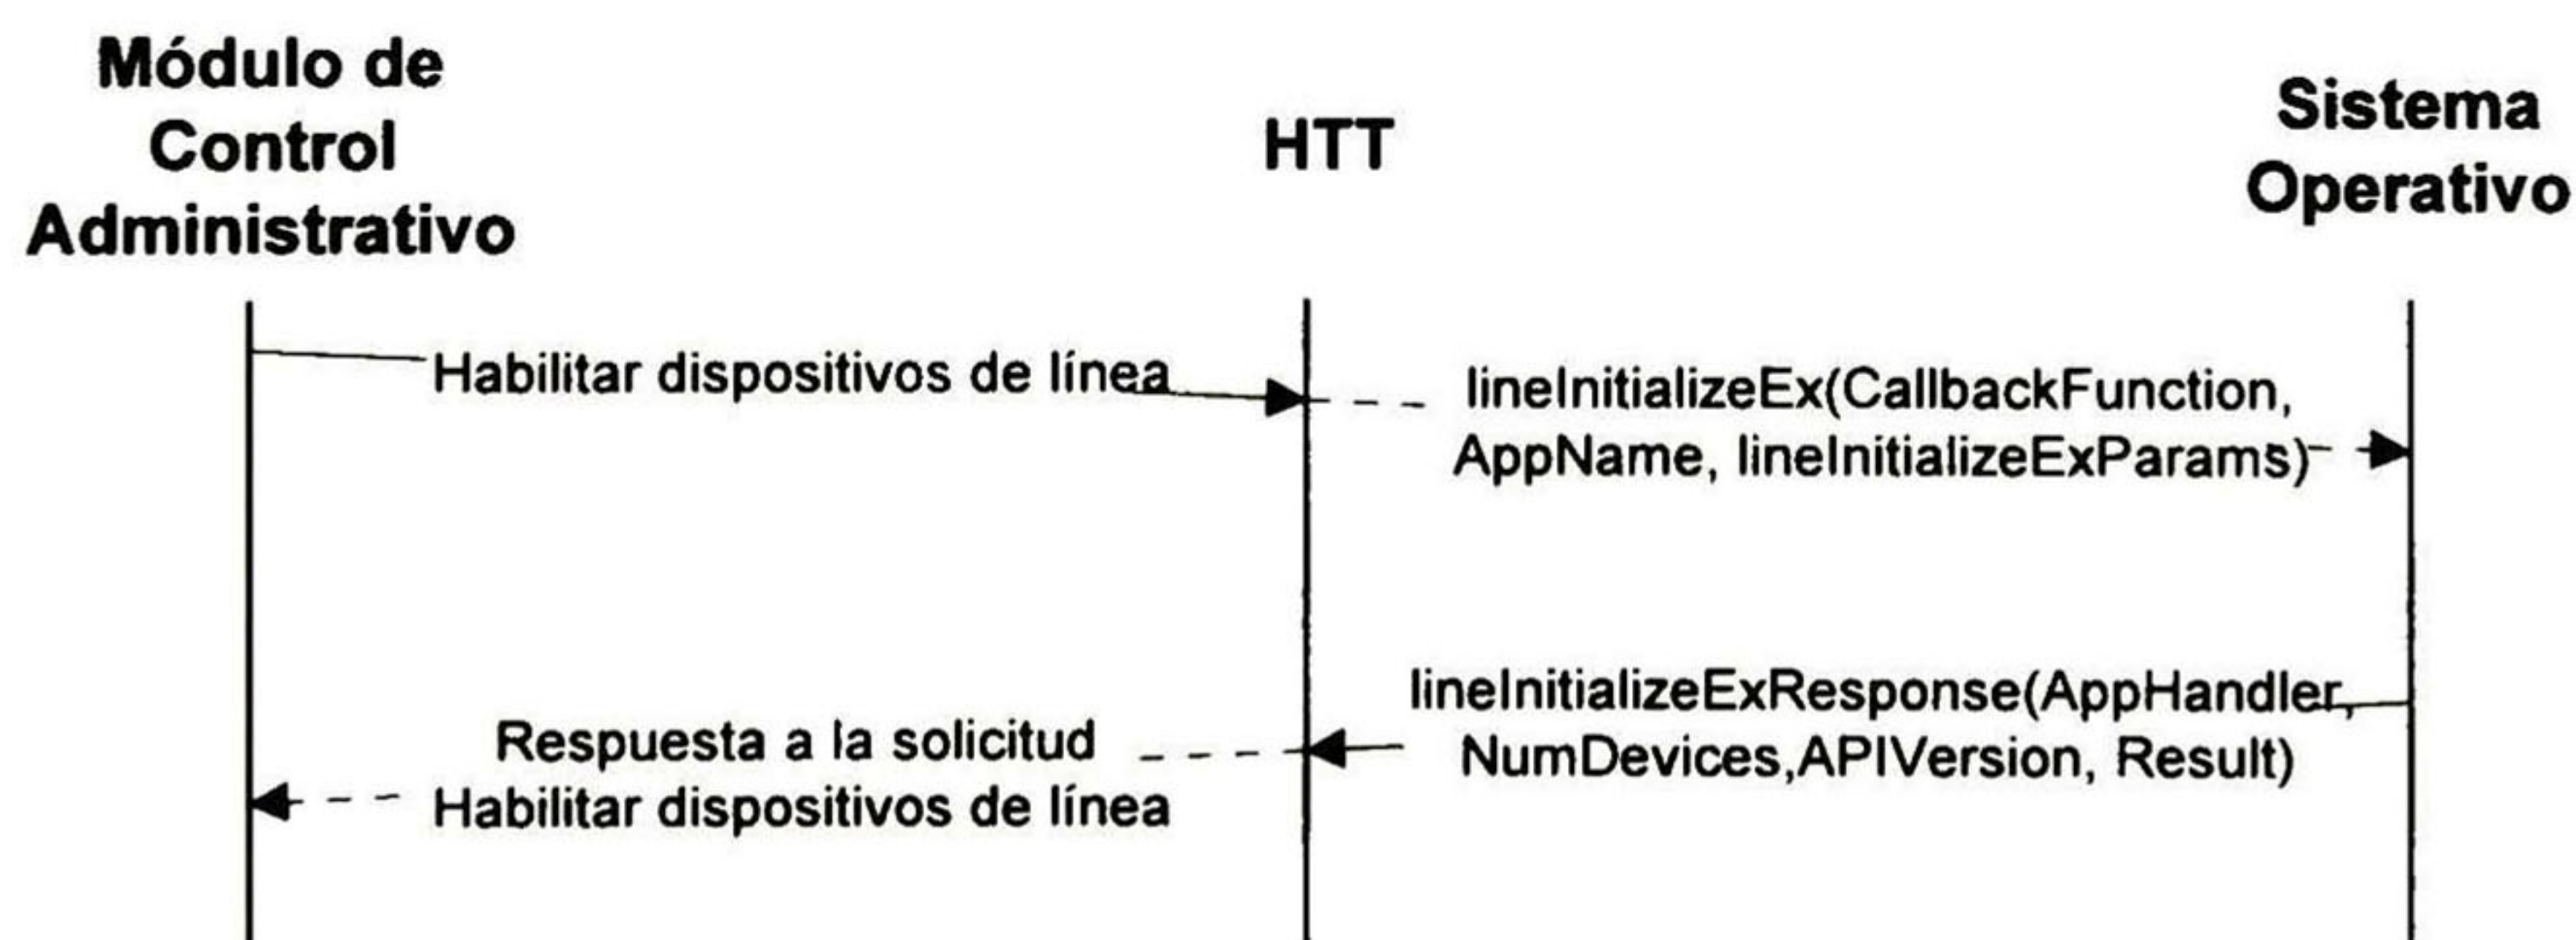 Módulo de
Control
Administrativo
HTT
Sistema
Operativo
Habilitar dispositivos de línea
lineInitializeEx(CallbackFunction,
AppName, lineInitializeExParams)
lineInitializeExResponse(AppHandler,
NumDevices,APIVersion, Result)
Respuesta a la solicitud
Habilitar dispositivos de línea